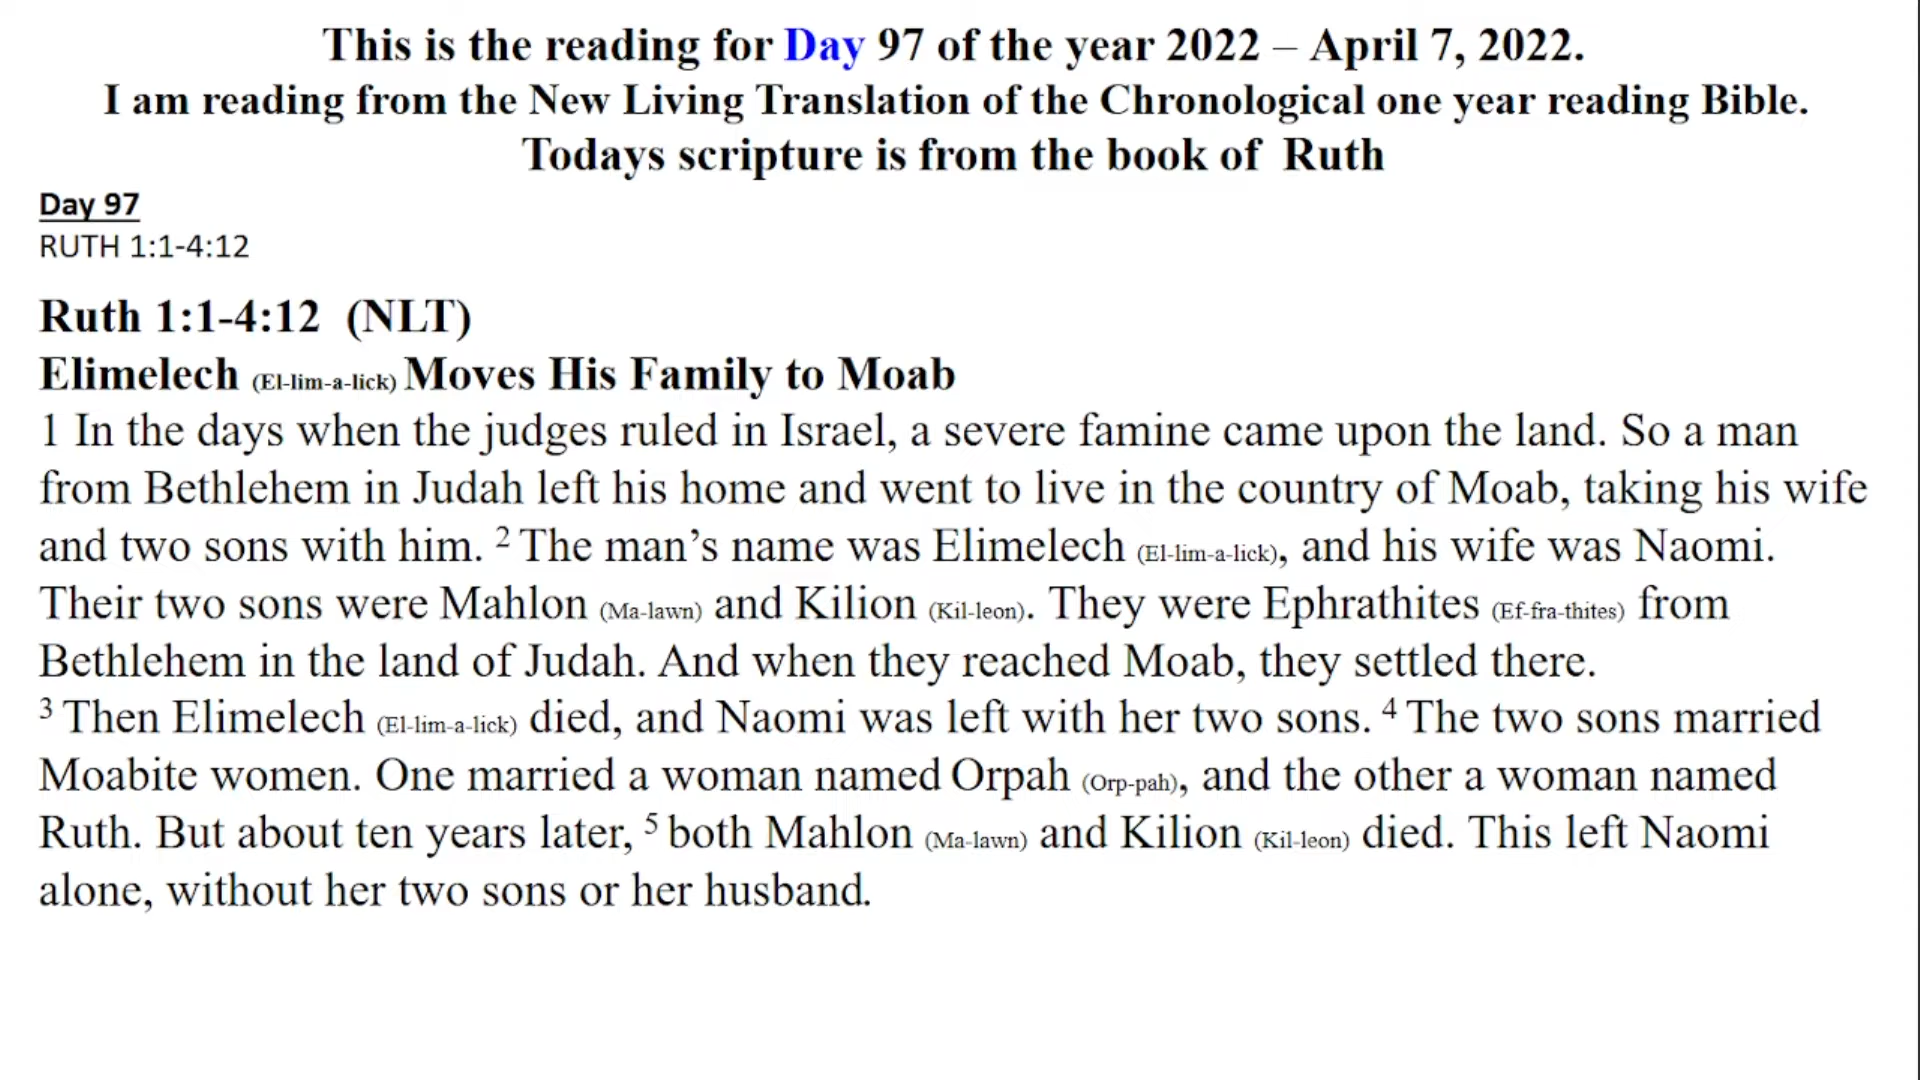 This is the reading for Day 97 of the year 2022 – April 7, 2022.
I am reading from the New Living Translation of the Chronological one year reading Bible.
Todays scripture is from the book of  Ruth
Day 97
RUTH 1:1-4:12
Ruth 1:1-4:12  (NLT)
Elimelech (El-lim-a-lick) Moves His Family to Moab
1 In the days when the judges ruled in Israel, a severe famine came upon the land. So a man
from Bethlehem in Judah left his home and went to live in the country of Moab, taking his wife
and two sons with him. ² The man’s name was Elimelech (El-lim-a-lick), and his wife was Naomi.
Their two sons were Mahlon (Ma-lawn) and Kilion (Kil-leon). They were Ephrathites (Ef-fra-thites) from
Bethlehem in the land of Judah. And when they reached Moab, they settled there.
³ Then Elimelech (El-lim-a-lick) died, and Naomi was left with her two sons. ⁴ The two sons married
Moabite women. One married a woman named Orpah (Orp-pah), and the other a woman named
Ruth. But about ten years later, ⁵ both Mahlon (Ma-lawn) and Kilion (Kil-leon) died. This left Naomi
alone, without her two sons or her husband.